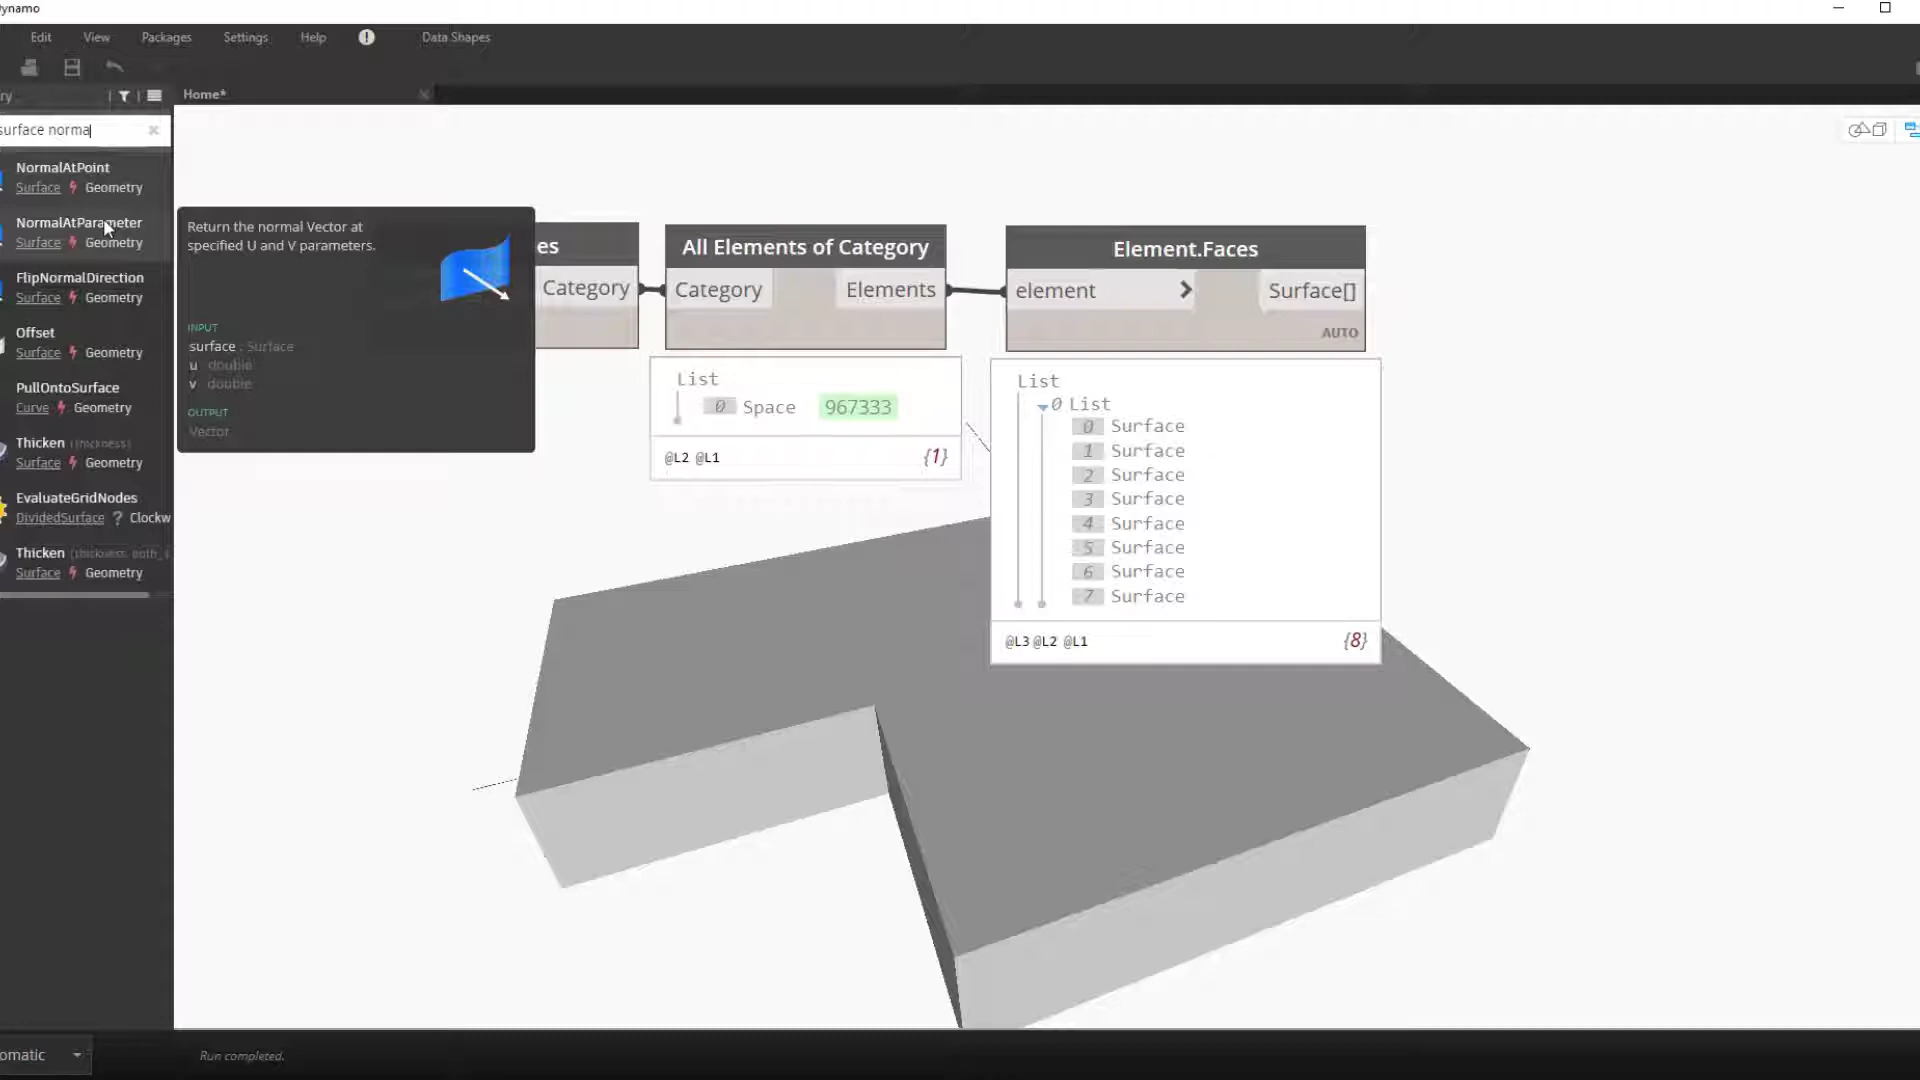 ynamo
Edit View Packages Settings Help Data Shapes
ry
Home*
surface norma
NormalAtPoint
Surface Geometry
NormalAtParameter
Surface Geometry
FlipNormalDirection
Surface Geometry
Offset
Surface Geometry
PullOntoSurface
Curve Geometry
Thicken (thickness)
Surface Geometry
EvaluateGridNodes
DividedSurface ? Clockw
Thicken (thickness, both_
Surface Geometry
Return the normal Vector at
specified U and V parameters.
INPUT
surface : Surface
u double
v double
OUTPUT
Vector
es
Category
All Elements of Category
Category Elements
List
0 Space 967333
@L2 @L1 {1}
Element.Faces
element > Surface[]
AUTO
List
0 List
0 Surface
1 Surface
2 Surface
3 Surface
4 Surface
5 Surface
6 Surface
7 Surface
@L3 @L2 @L1 {8}
omatic
Run completed.